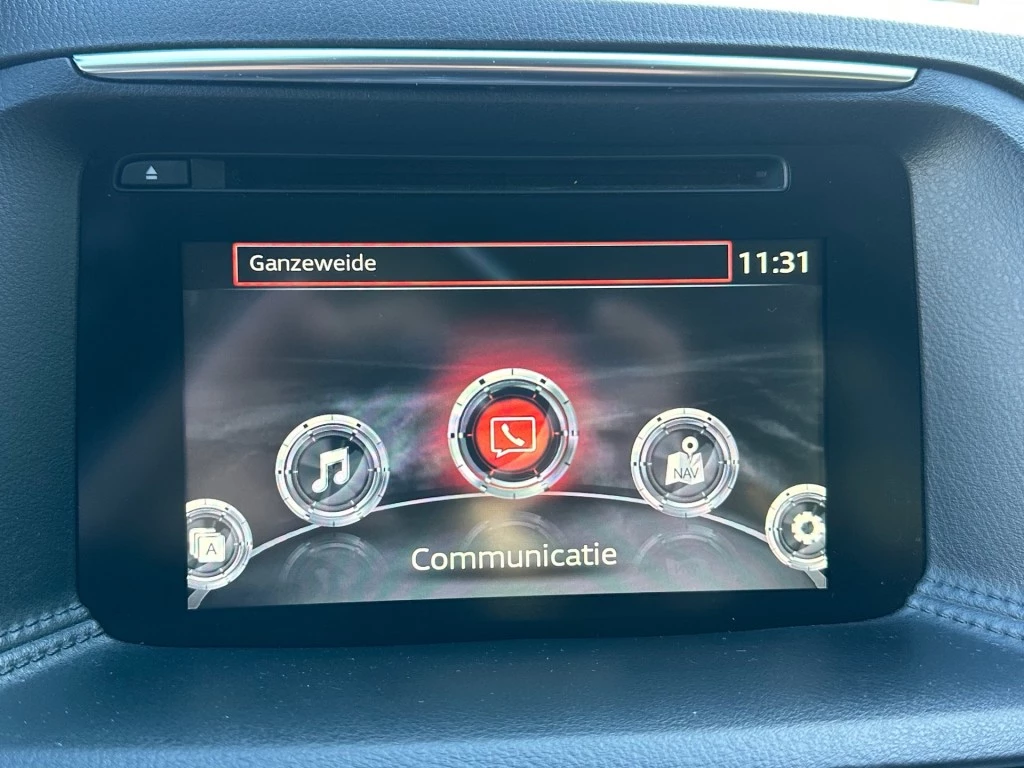 Ganzeweide
11:31
NAV
A
Communicatie